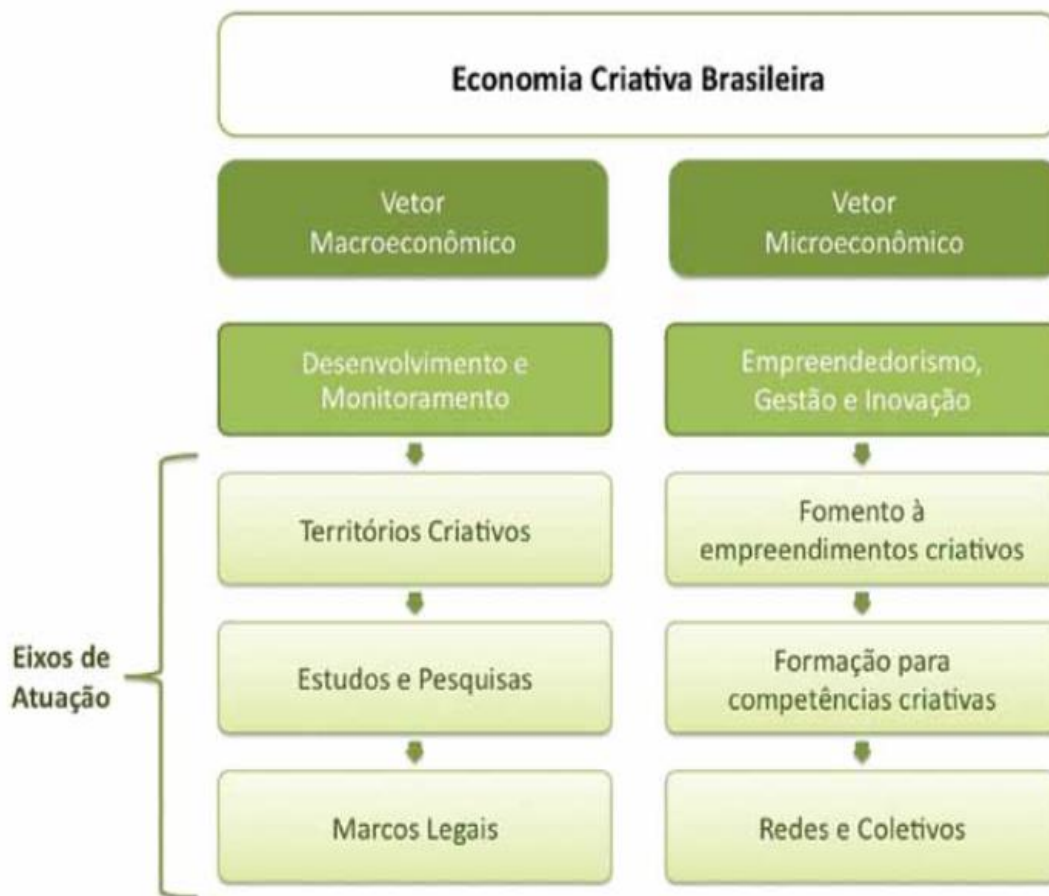 Economia Criativa Brasileira
Vetor
Macroeconômico
Vetor
Microeconômico
Desenvolvimento e
Monitoramento
Empreendedorismo,
Gestão e Inovação
Eixos de
Atuação
Territórios Criativos
Fomento à
empreendimentos criativos
Estudos e Pesquisas
Formação para
competências criativas
Marcos Legais
Redes e Coletivos